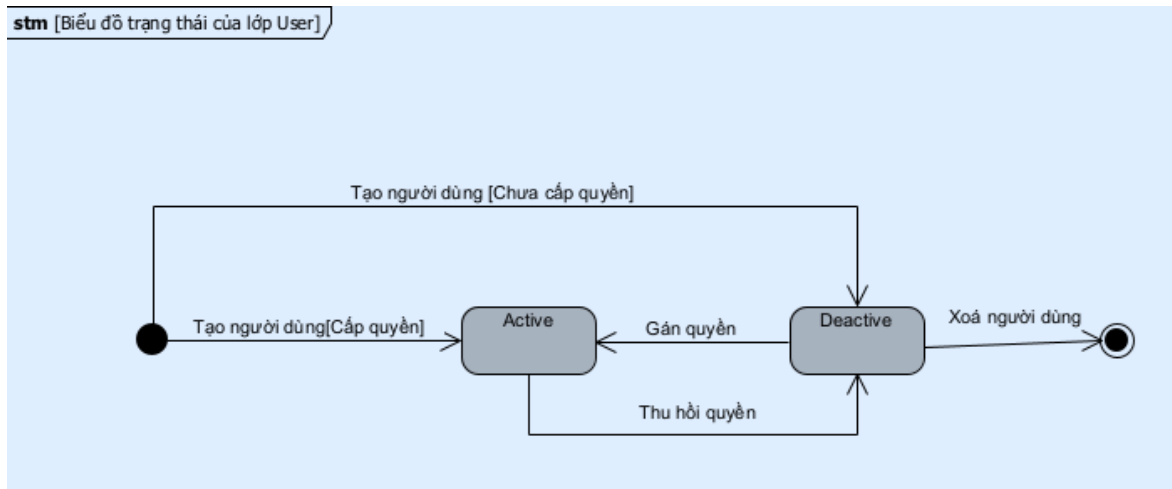 stm [Biểu đồ trạng thái của lớp User]
Tạo người dùng [Chưa cấp quyền]
Tạo người dùng[Cấp quyền]
Active
Gán quyền
Deactive
Xoá người dùng
Thu hồi quyền